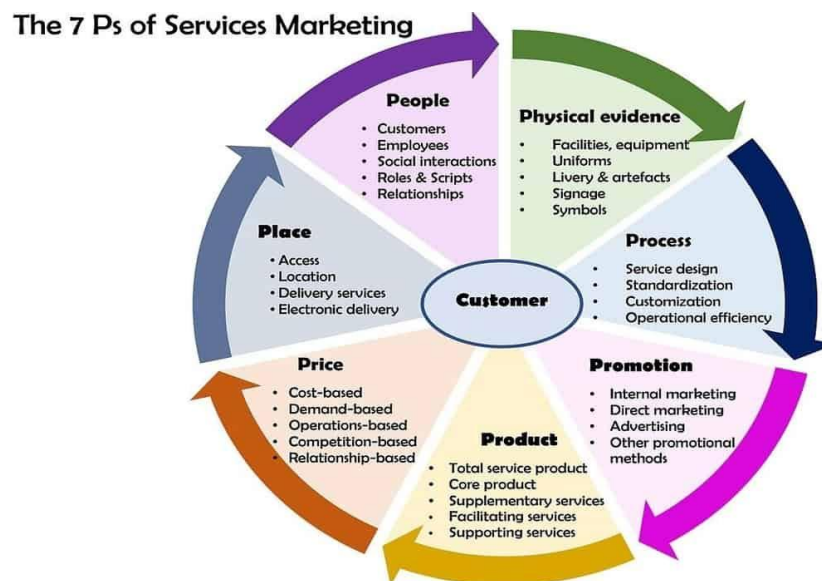 The 7 Ps of Services Marketing
People
• Customers
• Employees
• Social interactions
• Roles & Scripts
• Relationships
Physical evidence
• Facilities, equipment
• Uniforms
• Livery & artefacts
• Signage
• Symbols
Process
• Service design
• Standardization
• Customization
• Operational efficiency
Promotion
• Internal marketing
• Direct marketing
• Advertising
• Other promotional
methods
Product
• Total service product
• Core product
• Supplementary services
• Facilitating services
• Supporting services
Price
• Cost-based
• Demand-based
• Operations-based
• Competition-based
• Relationship-based
Place
• Access
• Location
• Delivery services
• Electronic delivery
Customer